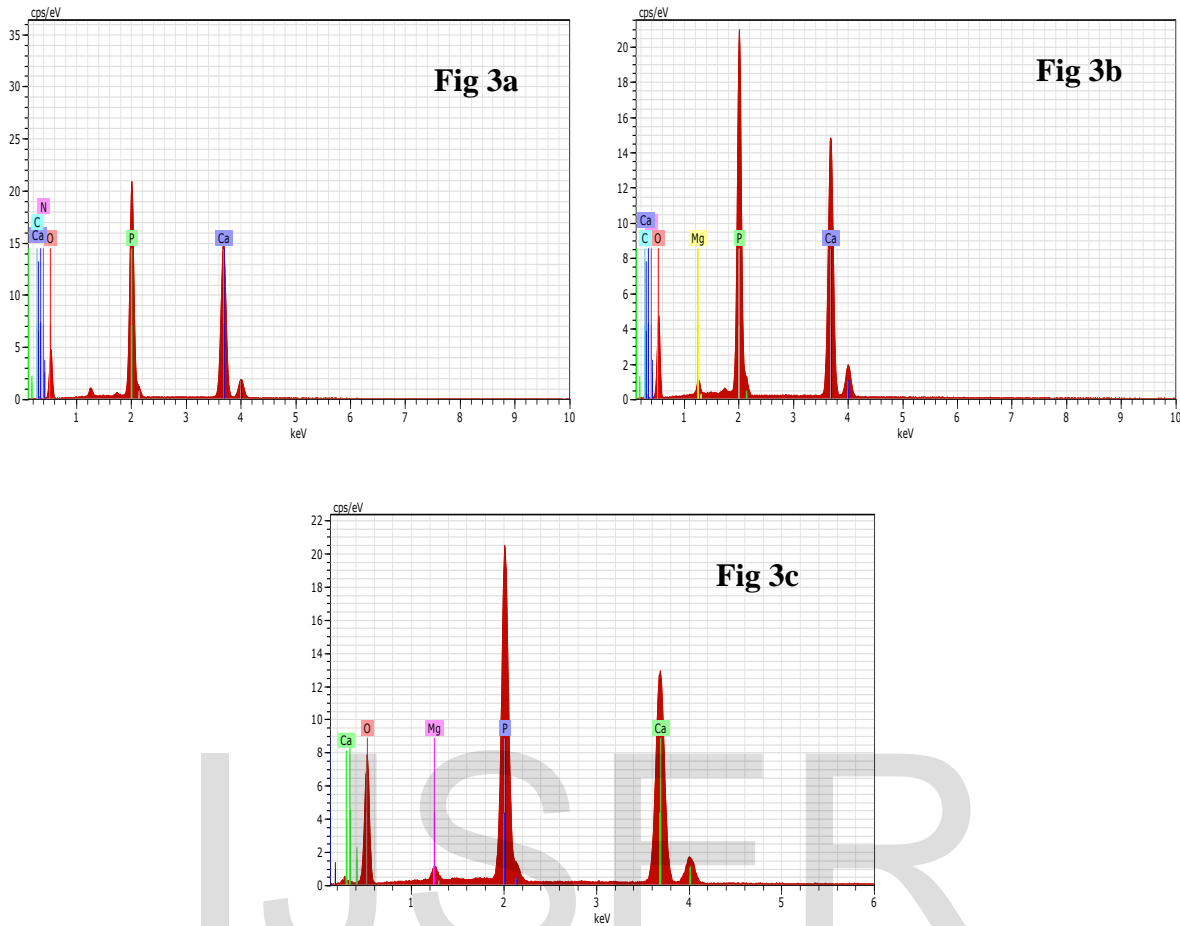 cps/eV
Fig 3a
35
30
25
20
15
10
5
0
N
C
Ca
O
P
Ca
1 2 3 4 5 6 7 8 9 10
keV
cps/eV
Fig 3b
20
18
16
14
12
10
8
6
4
2
0
Ca
C
O
Mg
P
Ca
1 2 3 4 5 6 7 8 9 10
keV
cps/eV
Fig 3c
22
20
18
16
14
12
10
8
6
4
2
0
Ca
O
Mg
P
Ca
1 2 3 4 5 6
keV
IJSER